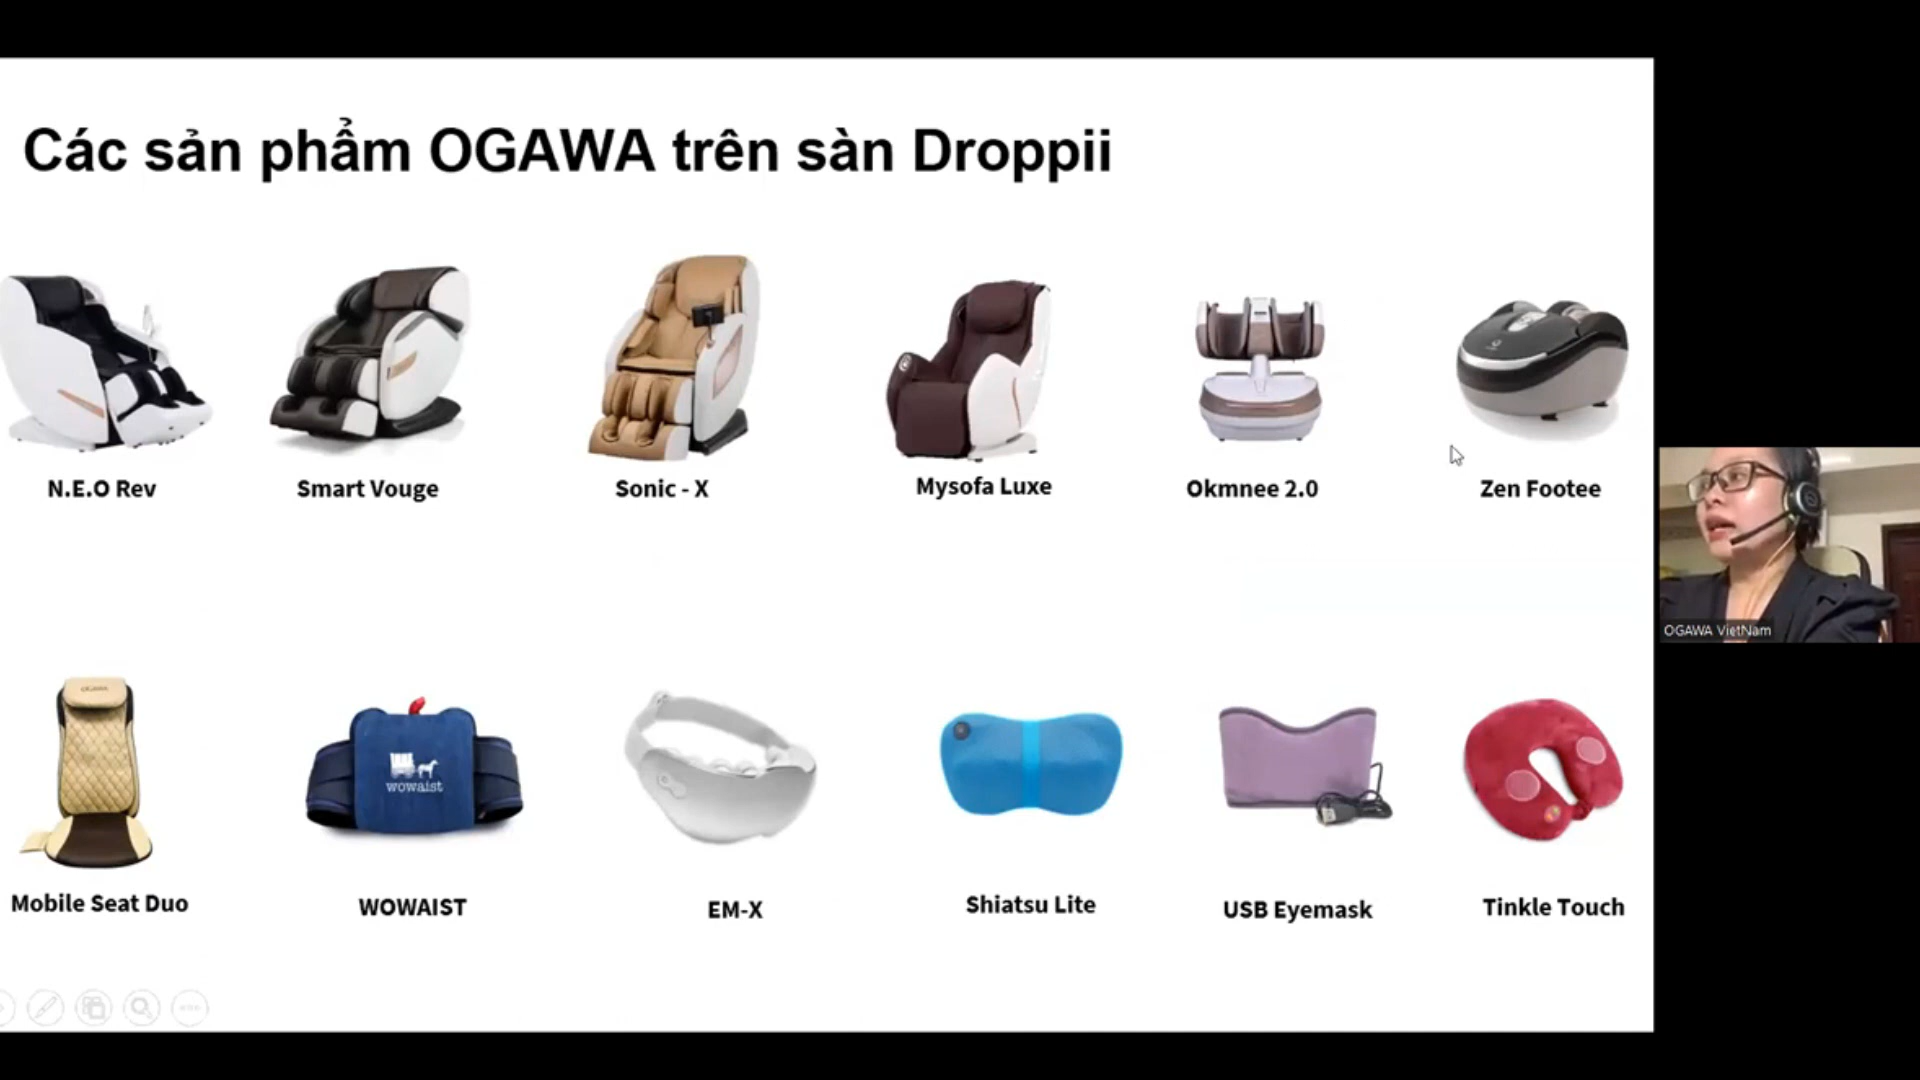 Các sản phẩm OGAWA trên sàn Droppii
N.E.O Rev
Smart Vouge
Sonic - X
Mysofa Luxe
Okmnee 2.0
Zen Footee
OGAWA VietNam
OGAWA
wowaist
Mobile Seat Duo
WOWAIST
EM-X
Shiatsu Lite
USB Eyemask
Tinkle Touch